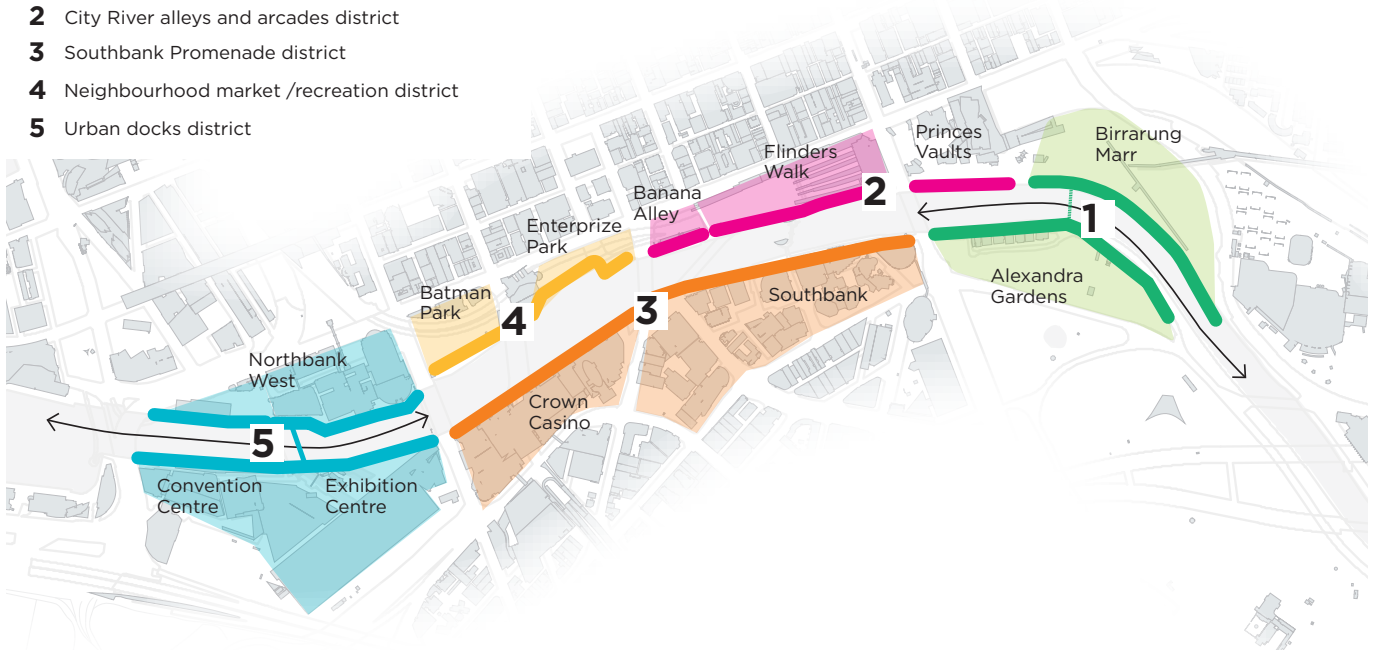 2 City River alleys and arcades district
3 Southbank Promenade district
4 Neighbourhood market /recreation district
5 Urban docks district
Princes
Vaults
Birrarung
Marr
Flinders
Walk
2
Banana
Alley
1
Enterprize
Park
Alexandra
Gardens
Batman
Park
4
3
Southbank
Northbank
West
Crown
Casino
5
Convention
Centre
Exhibition
Centre